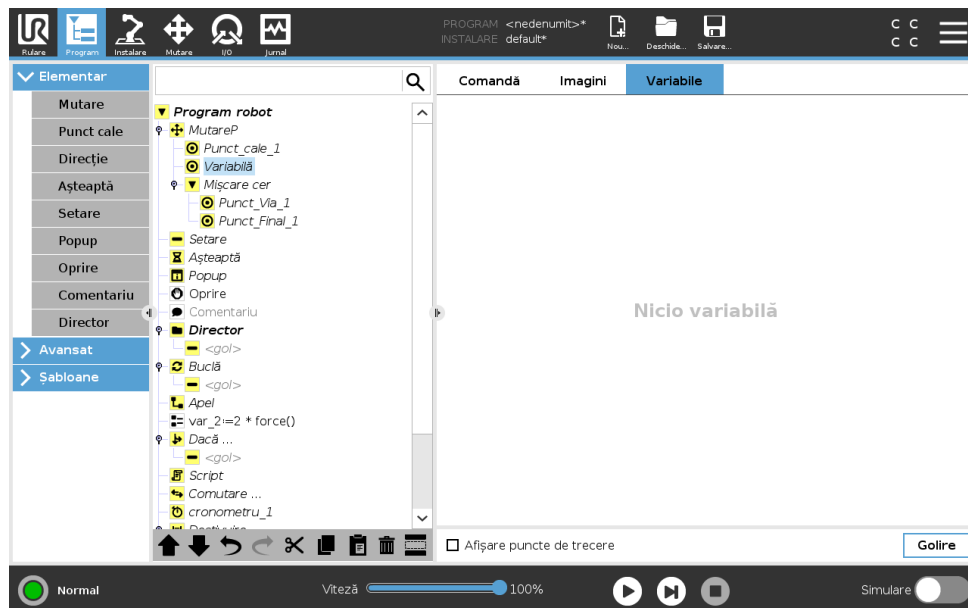 PROGRAM <nedenumit>*
INSTALARE default*
Rulare Program Instalare Mutare I/O Jurnal Nou... Deschide... Salvare...
C C
C C
Elementar
Mutare
Punct cale
Direcție
Așteaptă
Setare
Popup
Oprire
Comentariu
Director
Avansat
Șabloane
Program robot
MutareP
Punct_cale_1
Variabilă
Mișcare cer
Punct_Via_1
Punct_Final_1
Setare
Așteaptă
Popup
Oprire
Comentariu
Director
<gol>
Buclă
<gol>
Apel
var_2:=2 * force()
Dacă ...
<gol>
Script
Comutare ...
cronometru_1
Comandă Imagini Variabile
Nicio variabilă
Afișare puncte de trecere Golire
Normal Viteză 100% Simulare